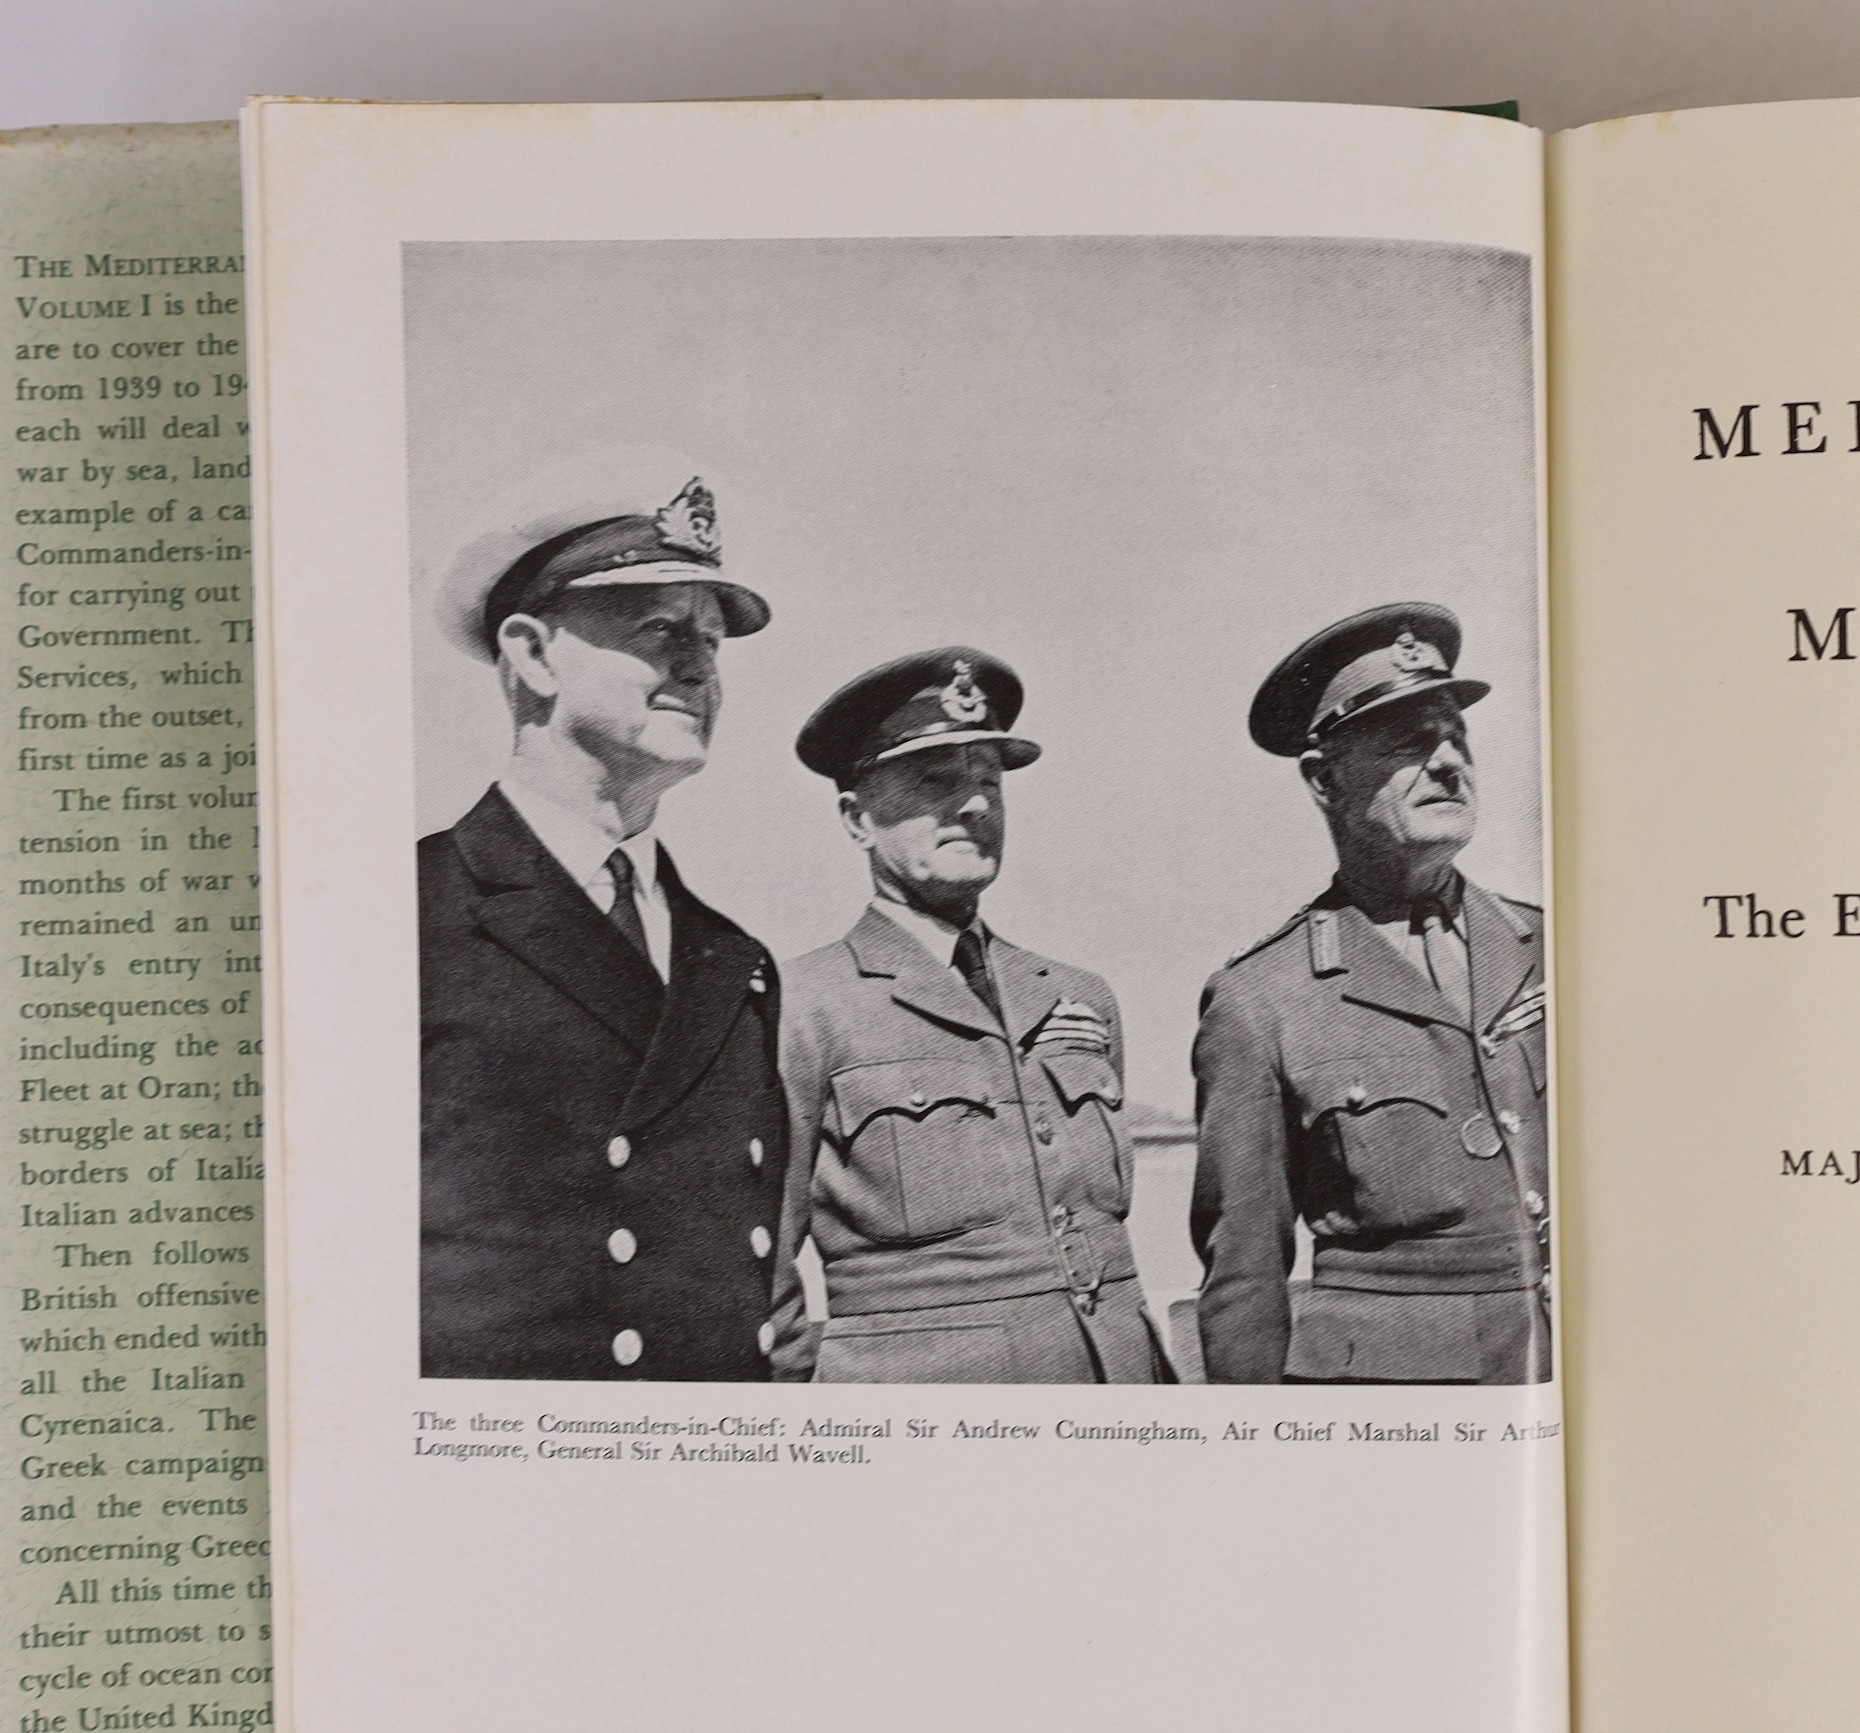 THE MEDITERRA
VOLUME I is the
are to cover the
from 1939 to 19
each will deal
war by sea, land
example of a ca
Commanders-in-
for carrying out
Government. Th
Services, which
from the outset,
first time as a joi
The first volu
tension in the
months of war
remained an un
Italy's entry int
consequences of
including the ac
Fleet at Oran; th
struggle at sea; th
borders of Italia
Italian advances
Then follows
British offensive
which ended with
all the Italian
Cyrenaica. The
Greek campaign
and the events
concerning Greec
All this time th
their utmost to s
cycle of ocean co
the United Kingd
The three Commanders-in-Chief: Admiral Sir Andrew Cunningham, Air Chief Marshal Sir Arthur
Longmore, General Sir Archibald Wavell.
ME
M
The E
MAJ